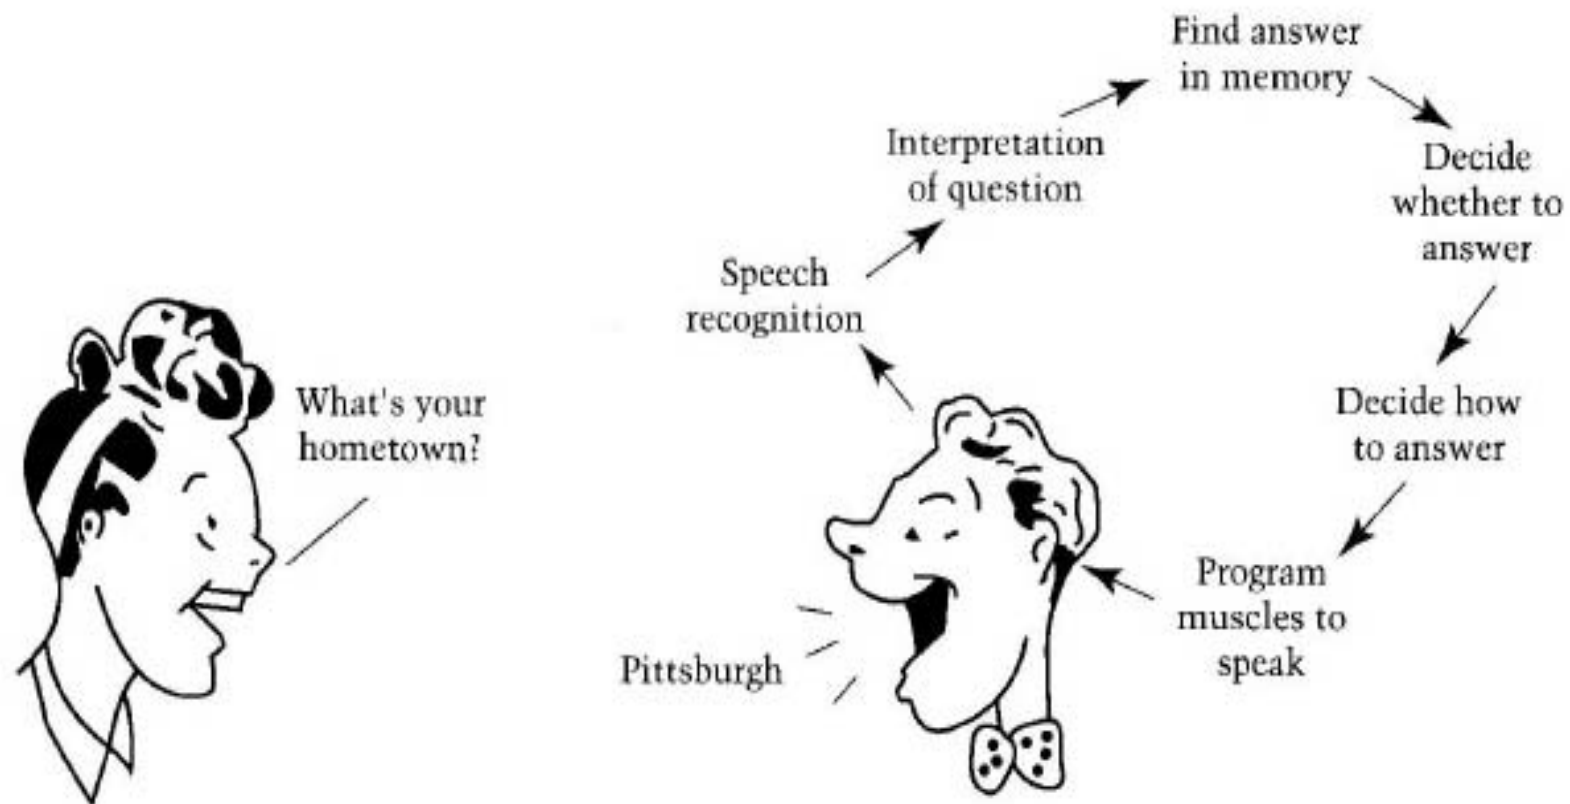 What's your
hometown?
Speech
recognition
Interpretation
of question
Find answer
in memory
Decide
whether to
answer
Decide how
to answer
Program
muscles to
speak
Pittsburgh